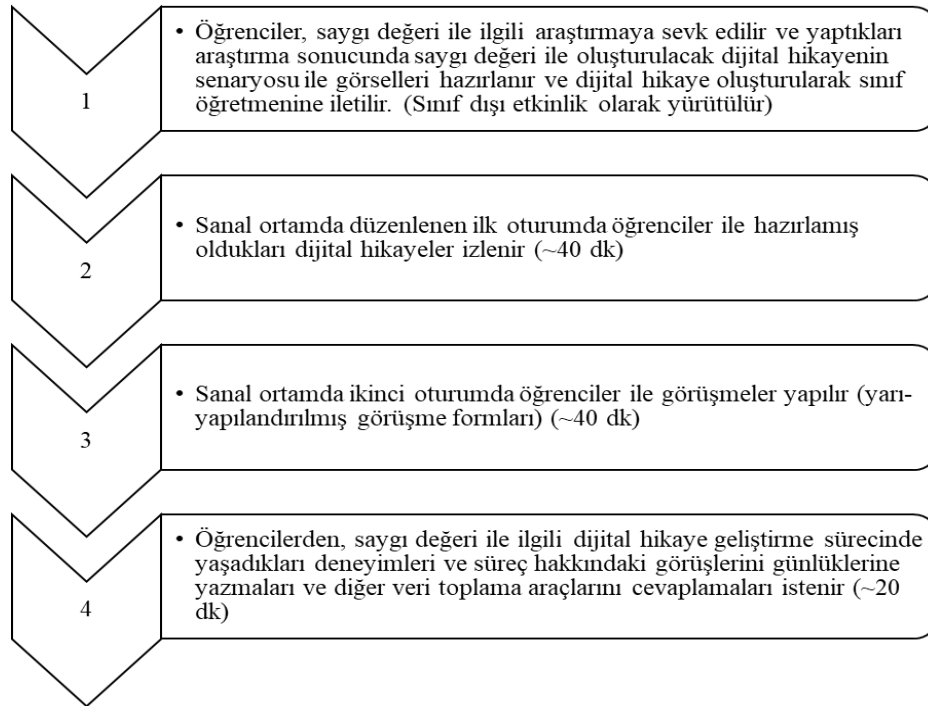 1
• Öğrenciler, saygı değeri ile ilgili araştırmaya sevk edilir ve yaptıkları
araştırma sonucunda saygı değeri ile oluşturulacak dijital hikayenin
senaryosu ile görselleri hazırlanır ve dijital hikaye oluşturularak sınıf
öğretmenine iletilir. (Sınıf dışı etkinlik olarak yürütülür)
2
• Sanal ortamda düzenlenen ilk oturumda öğrenciler ile hazırlamış
oldukları dijital hikayeler izlenir (~40 dk)
3
• Sanal ortamda ikinci oturumda öğrenciler ile görüşmeler yapılır (yarı-
yapılandırılmış görüşme formları) (~40 dk)
4
• Öğrencilerden, saygı değeri ile ilgili dijital hikaye geliştirme sürecinde
yaşadıkları deneyimleri ve süreç hakkındaki görüşlerini günlüklerine
yazmaları ve diğer veri toplama araçlarını cevaplamaları istenir (~20
dk)